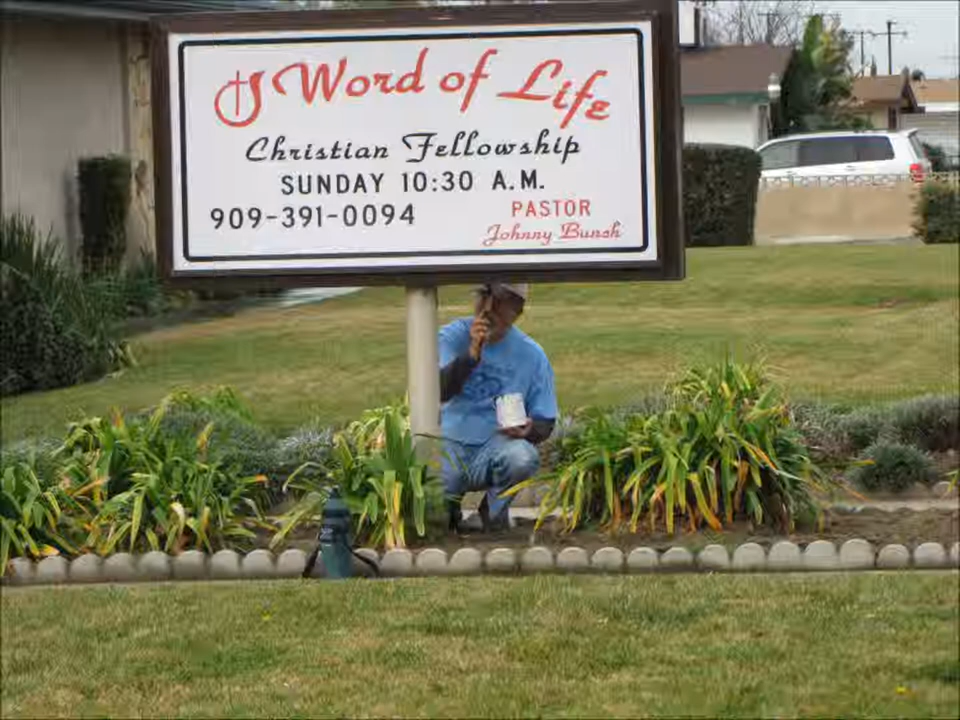 Word of Life
Christian Fellowship
SUNDAY 10:30 A.M.
909-391-0094
PASTOR
Johnny Bunch